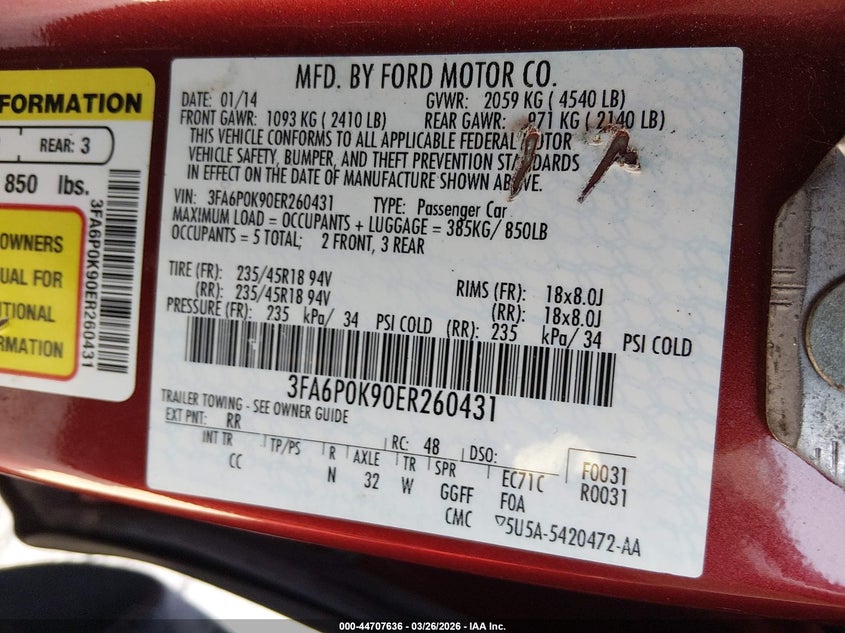 FORMATION
REAR: 3
850 lbs.
OWNERS
UAL FOR
ITIONAL
RMATION
3FA6P0K90ER260431
MFD. BY FORD MOTOR CO.
DATE: 01/14 GVWR: 2059 KG ( 4540 LB)
FRONT GAWR: 1093 KG ( 2410 LB) REAR GAWR: 971 KG ( 2140 LB)
THIS VEHICLE CONFORMS TO ALL APPLICABLE FEDERAL MOTOR
VEHICLE SAFETY, BUMPER, AND THEFT PREVENTION STANDARDS
IN EFFECT ON THE DATE OF MANUFACTURE SHOWN ABOVE.
VIN: 3FA6P0K90ER260431 TYPE: Passenger Car
MAXIMUM LOAD = OCCUPANTS + LUGGAGE = 385KG/ 850LB
OCCUPANTS = 5 TOTAL; 2 FRONT, 3 REAR
TIRE (FR): 235/45R18 94V RIMS (FR): 18x8.0J
(RR): 235/45R18 94V (RR): 18x8.0J
PRESSURE (FR): 235 kPa/ 34 PSI COLD (RR): 235 kPa/ 34 PSI COLD
3FA6P0K90ER260431
TRAILER TOWING - SEE OWNER GUIDE
EXT PNT: RR RC: 48 DSO: F0031
INT TR TP/PS R AXLE TR SPR EC71C R0031
CC N 32 W GGFF FOA
CMC 5U5A-5420472-AA
000-44707636 - 03/26/2026 - IAA Inc.